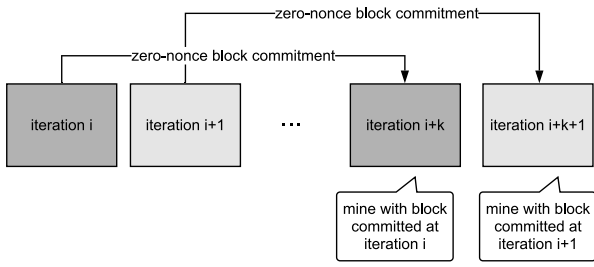 zero-nonce block commitment
zero-nonce block commitment
iteration i
iteration i+1
...
iteration i+k
iteration i+k+1
mine with block
committed at
iteration i
mine with block
committed at
iteration i+1